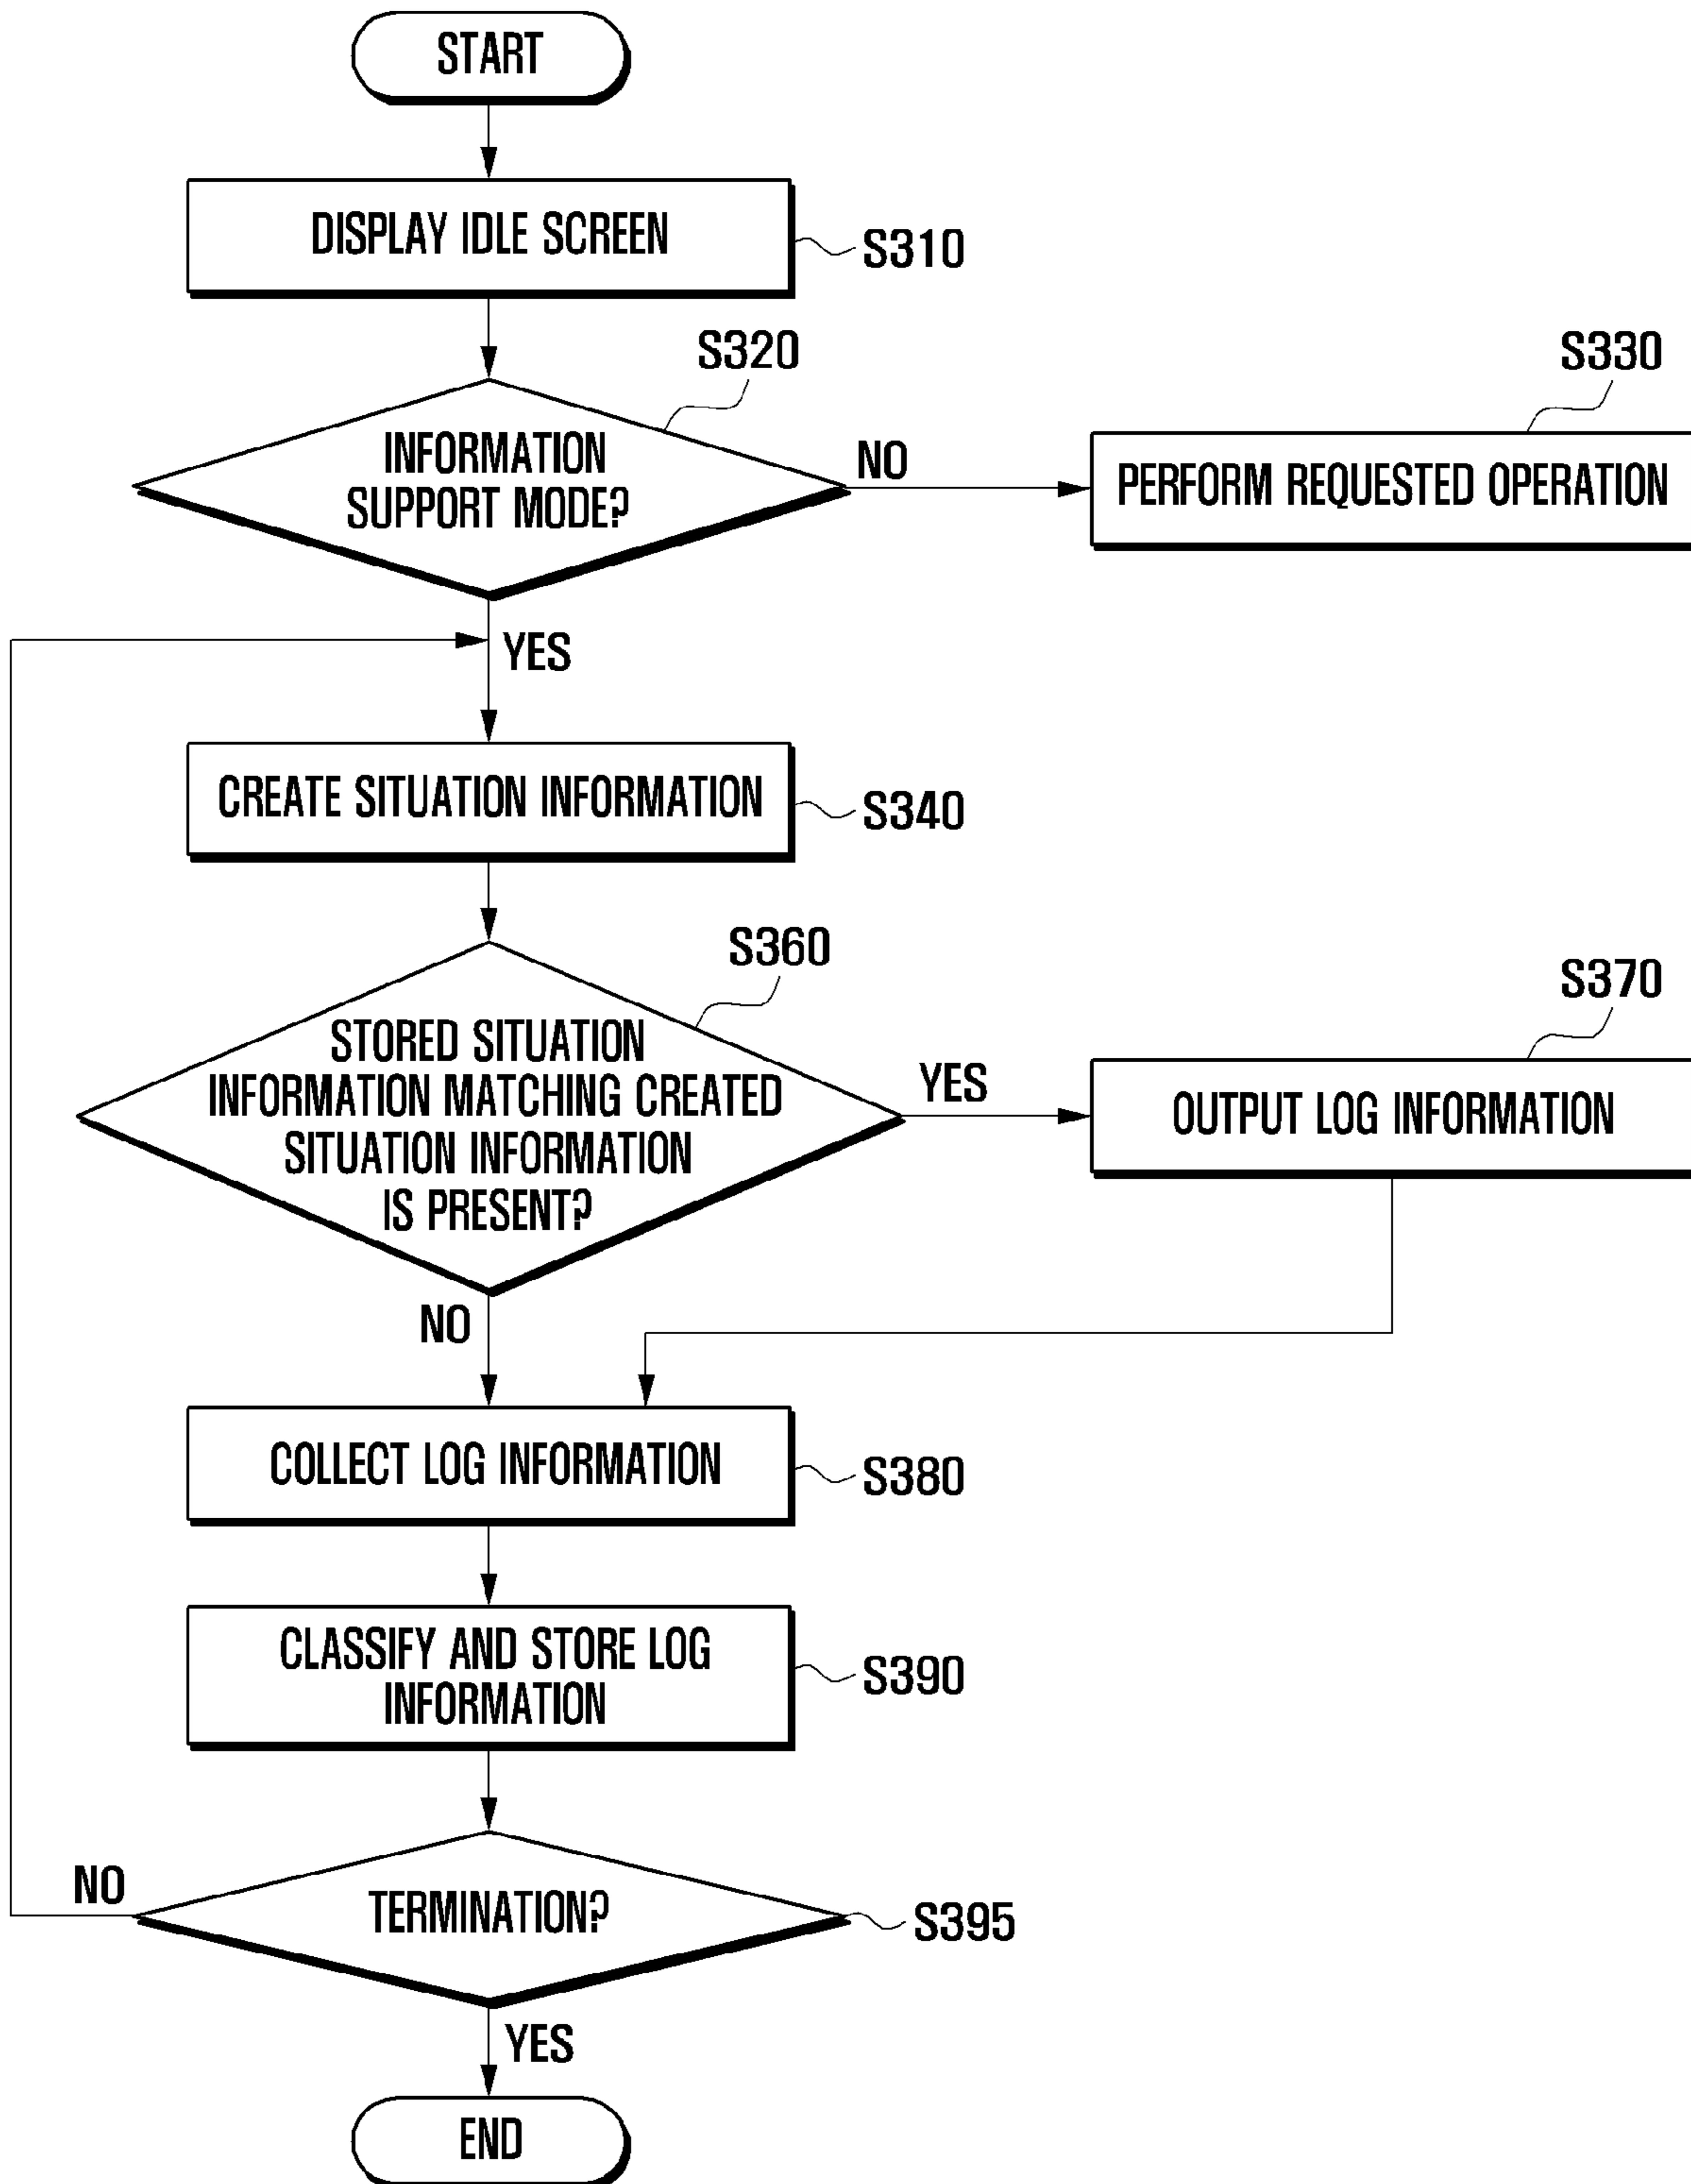 START
DISPLAY IDLE SCREEN
S310
S320
S330
INFORMATION
SUPPORT MODE?
NO
PERFORM REQUESTED OPERATION
YES
CREATE SITUATION INFORMATION
S340
S360
S370
STORED SITUATION
INFORMATION MATCHING CREATED
SITUATION INFORMATION
IS PRESENT?
YES
OUTPUT LOG INFORMATION
NO
COLLECT LOG INFORMATION
S380
CLASSIFY AND STORE LOG
INFORMATION
S390
NO
TERMINATION?
S395
YES
END